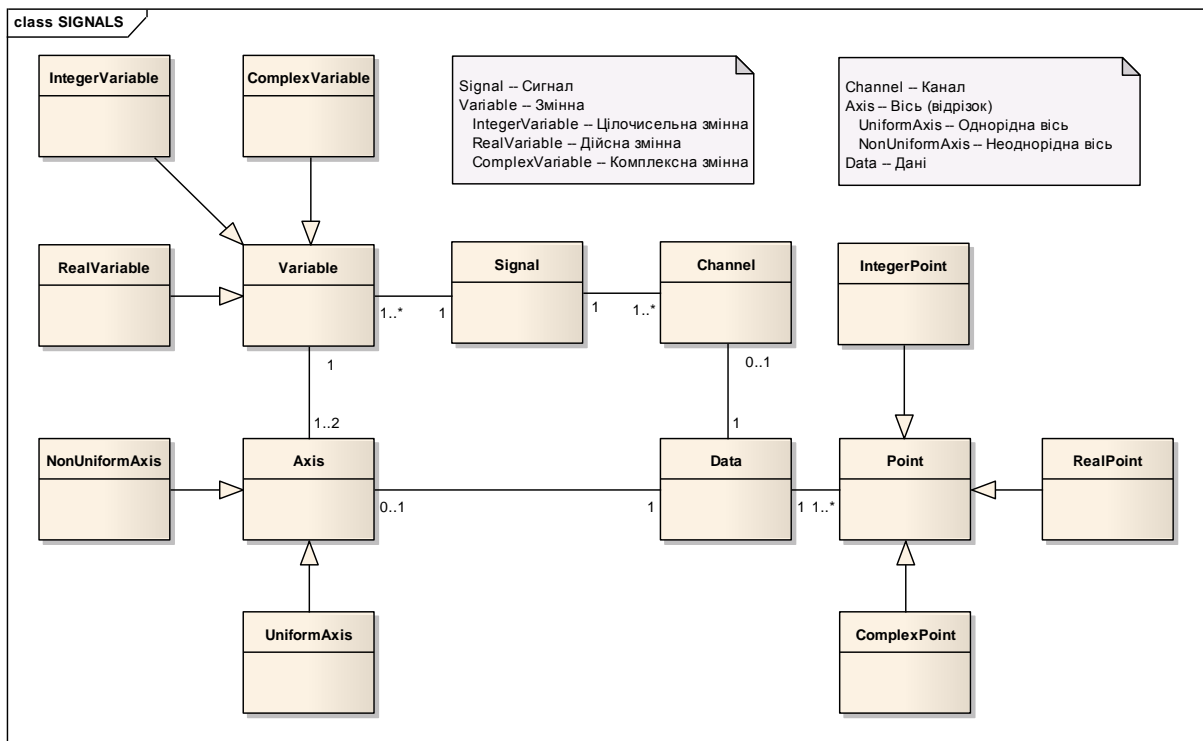 class SIGNALS
IntegerVariable
ComplexVariable
Signal – Сигнал
Variable – Змінна
IntegerVariable – Цілочисельна змінна
RealVariable – Дійсна змінна
ComplexVariable – Комплексна змінна
Channel – Канал
Axis – Вісь (відрізок)
UniformAxis – Однорідна вісь
NonUniformAxis – Неоднорідна вісь
Data – Дані
RealVariable
Variable
Signal
Channel
IntegerPoint
1..*
1
1
1..*
1
0..1
1..2
1
NonUniformAxis
Axis
Data
Point
RealPoint
0..1
1
1
1..*
UniformAxis
ComplexPoint